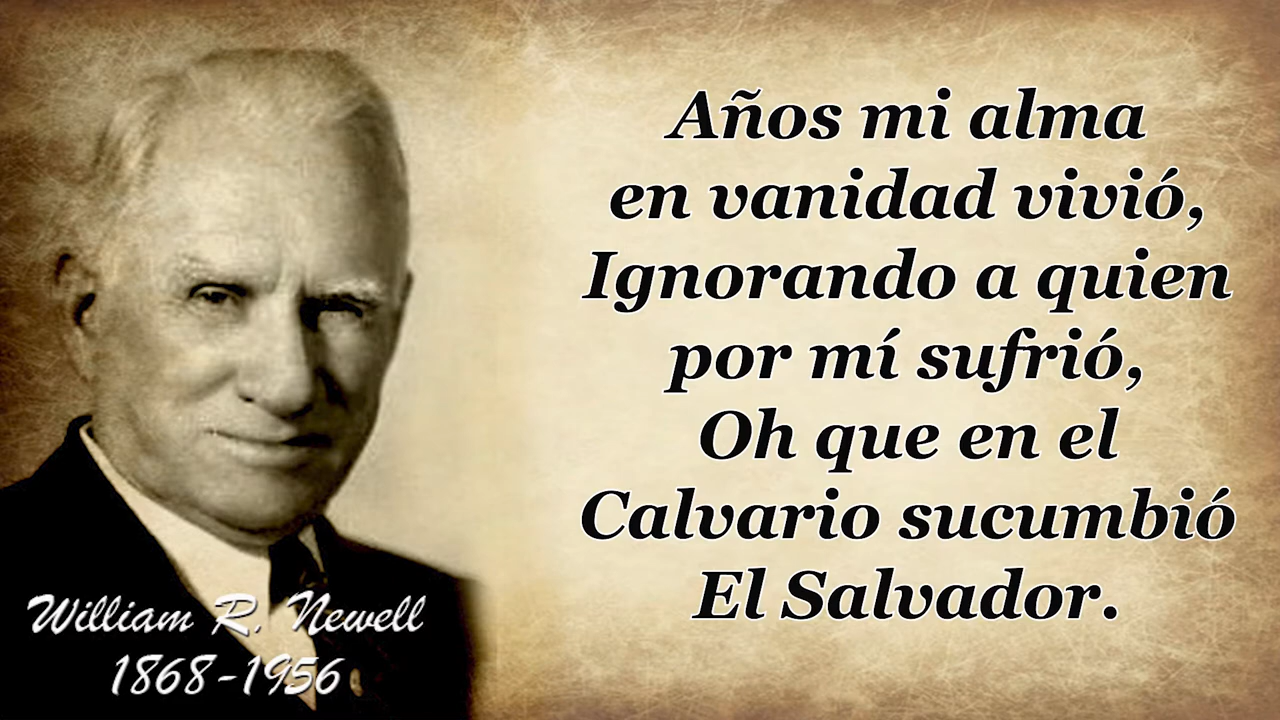 Años mi alma
en vanidad vivió,
Ignorando a quien
por mí sufrió,
Oh que en el
Calvario sucumbió
El Salvador.
William R. Newell
1868-1956